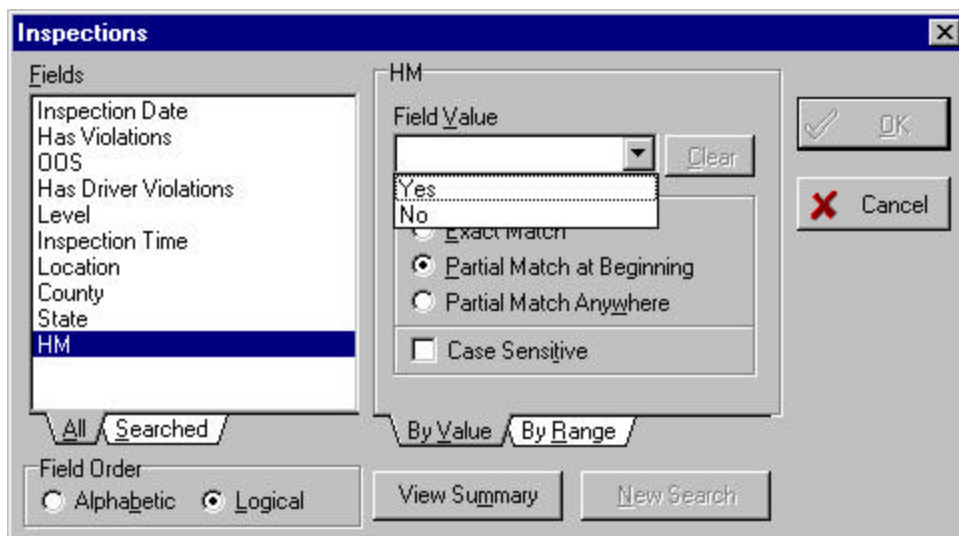 Inspections
Fields
Inspection Date
Has Violations
OOS
Has Driver Violations
Level
Inspection Time
Location
County
State
HM
All
Searched
Field Order
Alphabetic
Logical
HM
Field Value
Clear
Yes
No
Exact Match
Partial Match at Beginning
Partial Match Anywhere
Case Sensitive
By Value
By Range
View Summary
New Search
OK
Cancel